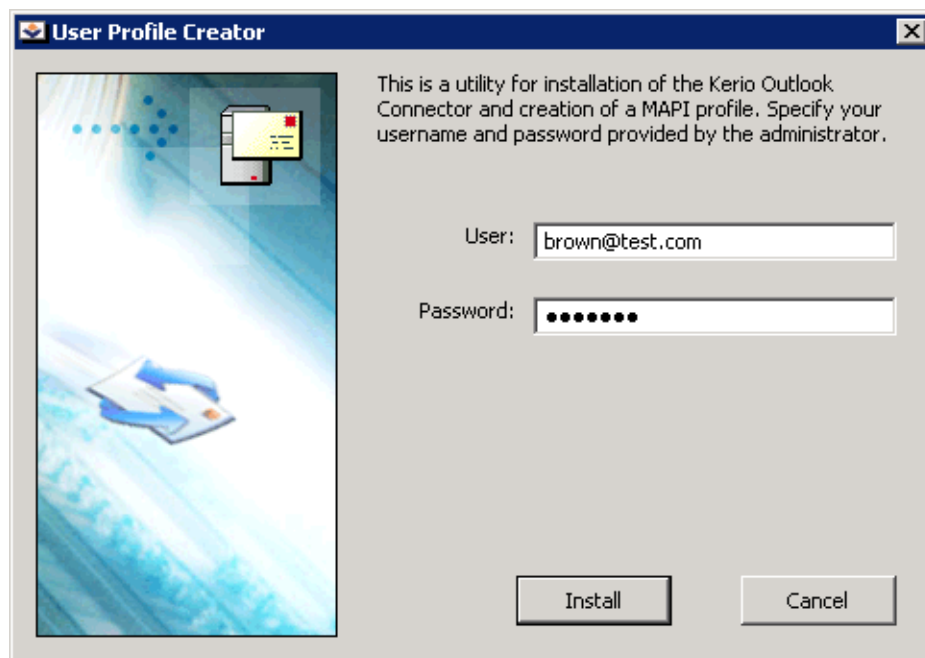 User Profile Creator
This is a utility for installation of the Kerio Outlook
Connector and creation of a MAPI profile. Specify your
username and password provided by the administrator.
User: brown@test.com
Password: ●●●●●●●
Install Cancel